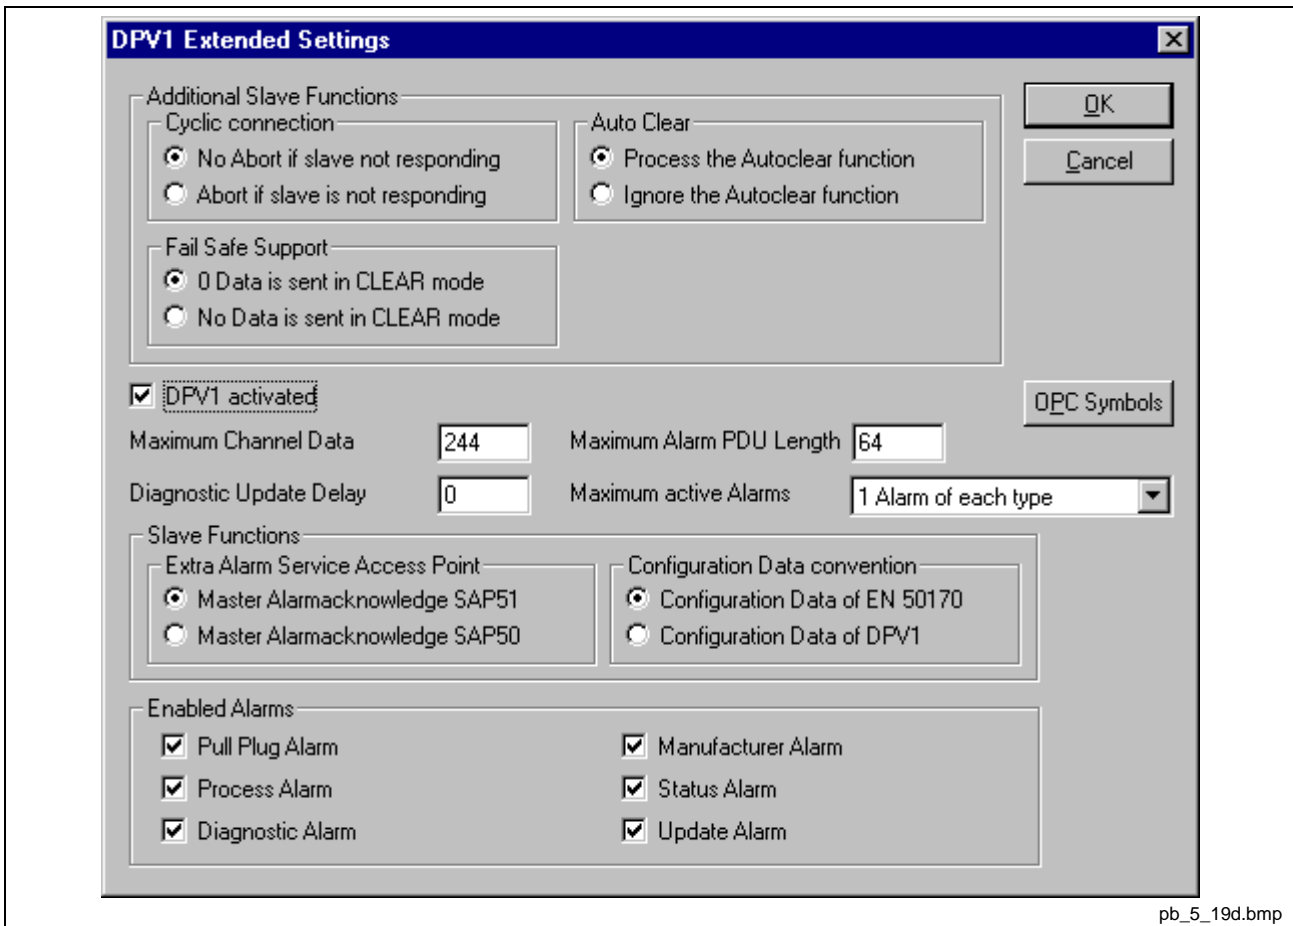 DPV1 Extended Settings
Additional Slave Functions
Cyclic connection
No Abort if slave not responding
Abort if slave is not responding
Auto Clear
Process the Autoclear function
Ignore the Autoclear function
OK
Cancel
Fail Safe Support
0 Data is sent in CLEAR mode
No Data is sent in CLEAR mode
DPV1 activated
OPC Symbols
Maximum Channel Data 244 Maximum Alarm PDU Length 64
Diagnostic Update Delay 0 Maximum active Alarms 1 Alarm of each type
Slave Functions
Extra Alarm Service Access Point
Master Alarmacknowledge SAP51
Master Alarmacknowledge SAP50
Configuration Data convention
Configuration Data of EN 50170
Configuration Data of DPV1
Enabled Alarms
Pull Plug Alarm
Process Alarm
Diagnostic Alarm
Manufacturer Alarm
Status Alarm
Update Alarm
pb_5_19d.bmp